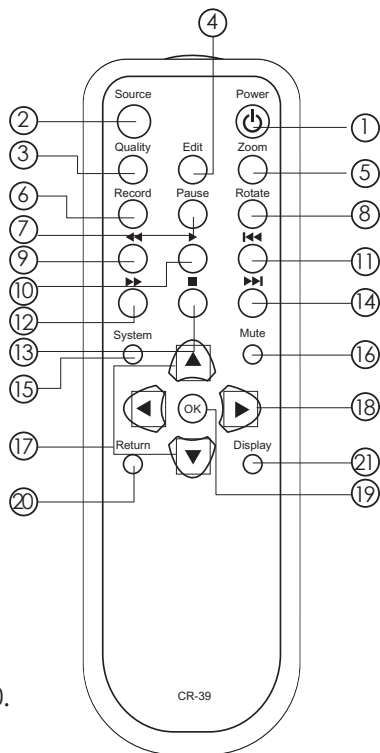 4
Source Power
2 1
Quality Edit Zoom
3 5
Record Pause Rotate
6 8
7
9 11
10
12 14
13
System Mute
15 16
17 18
OK
Return Display
20 19 21
CR-39
).